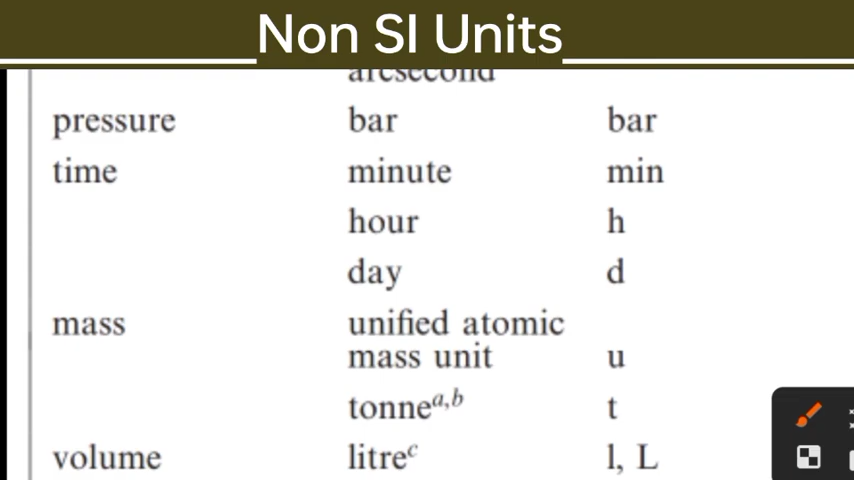 Non SI Units
arcsecond
pressure bar bar
time minute min
hour h
day d
mass unified atomic
mass unit u
tonne^a,b t
volume litre^c l, L